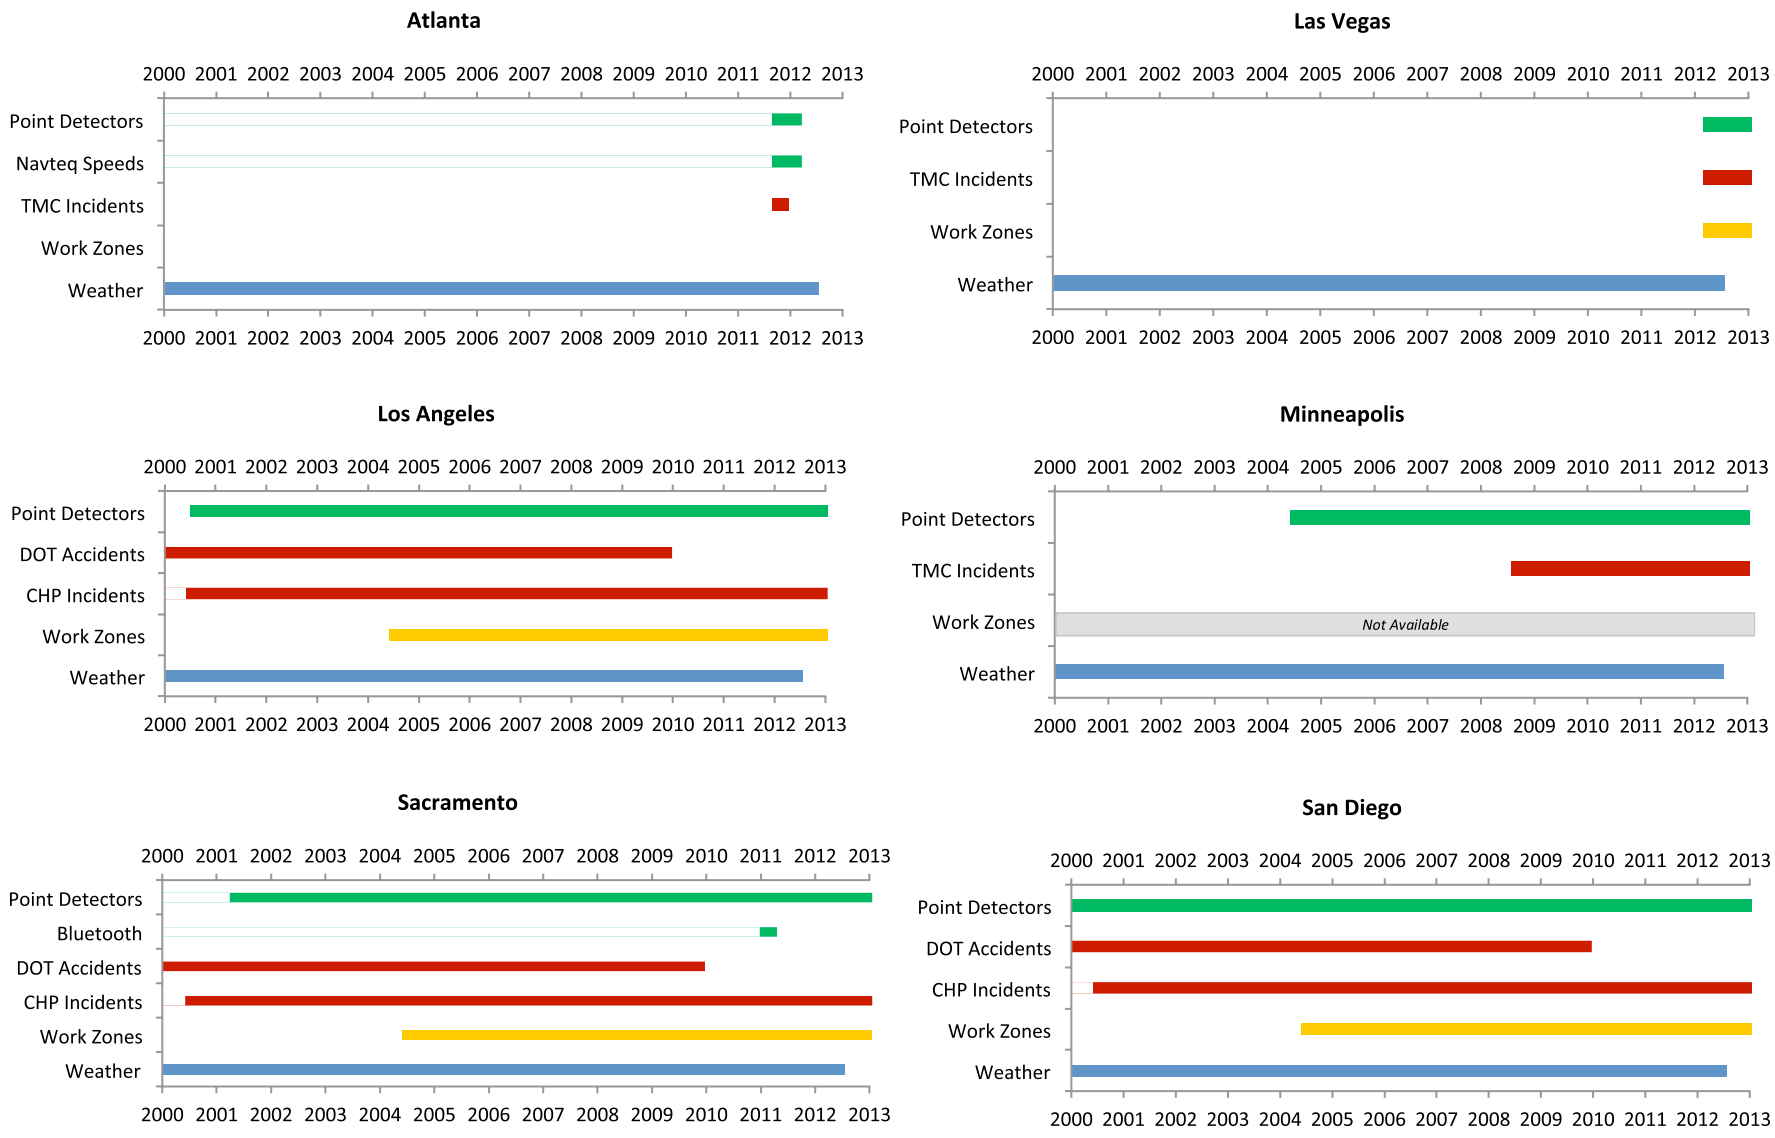 Atlanta
2000 2001 2002 2003 2004 2005 2006 2007 2008 2009 2010 2011 2012 2013
Point Detectors
Navteq Speeds
TMC Incidents
Work Zones
Weather
2000 2001 2002 2003 2004 2005 2006 2007 2008 2009 2010 2011 2012 2013
Las Vegas
2000 2001 2002 2003 2004 2005 2006 2007 2008 2009 2010 2011 2012 2013
Point Detectors
TMC Incidents
Work Zones
Weather
2000 2001 2002 2003 2004 2005 2006 2007 2008 2009 2010 2011 2012 2013
Los Angeles
2000 2001 2002 2003 2004 2005 2006 2007 2008 2009 2010 2011 2012 2013
Point Detectors
DOT Accidents
CHP Incidents
Work Zones
Weather
2000 2001 2002 2003 2004 2005 2006 2007 2008 2009 2010 2011 2012 2013
Minneapolis
2000 2001 2002 2003 2004 2005 2006 2007 2008 2009 2010 2011 2012 2013
Point Detectors
TMC Incidents
Work Zones
Not Available
Weather
2000 2001 2002 2003 2004 2005 2006 2007 2008 2009 2010 2011 2012 2013
Sacramento
2000 2001 2002 2003 2004 2005 2006 2007 2008 2009 2010 2011 2012 2013
Point Detectors
Bluetooth
DOT Accidents
CHP Incidents
Work Zones
Weather
2000 2001 2002 2003 2004 2005 2006 2007 2008 2009 2010 2011 2012 2013
San Diego
2000 2001 2002 2003 2004 2005 2006 2007 2008 2009 2010 2011 2012 2013
Point Detectors
DOT Accidents
CHP Incidents
Work Zones
Weather
2000 2001 2002 2003 2004 2005 2006 2007 2008 2009 2010 2011 2012 2013